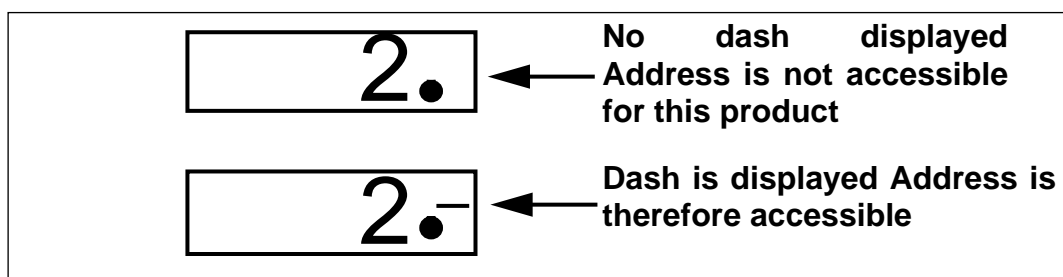 2.
No dash displayed
Address is not accessible
for this product
2.–
Dash is displayed Address is
therefore accessible